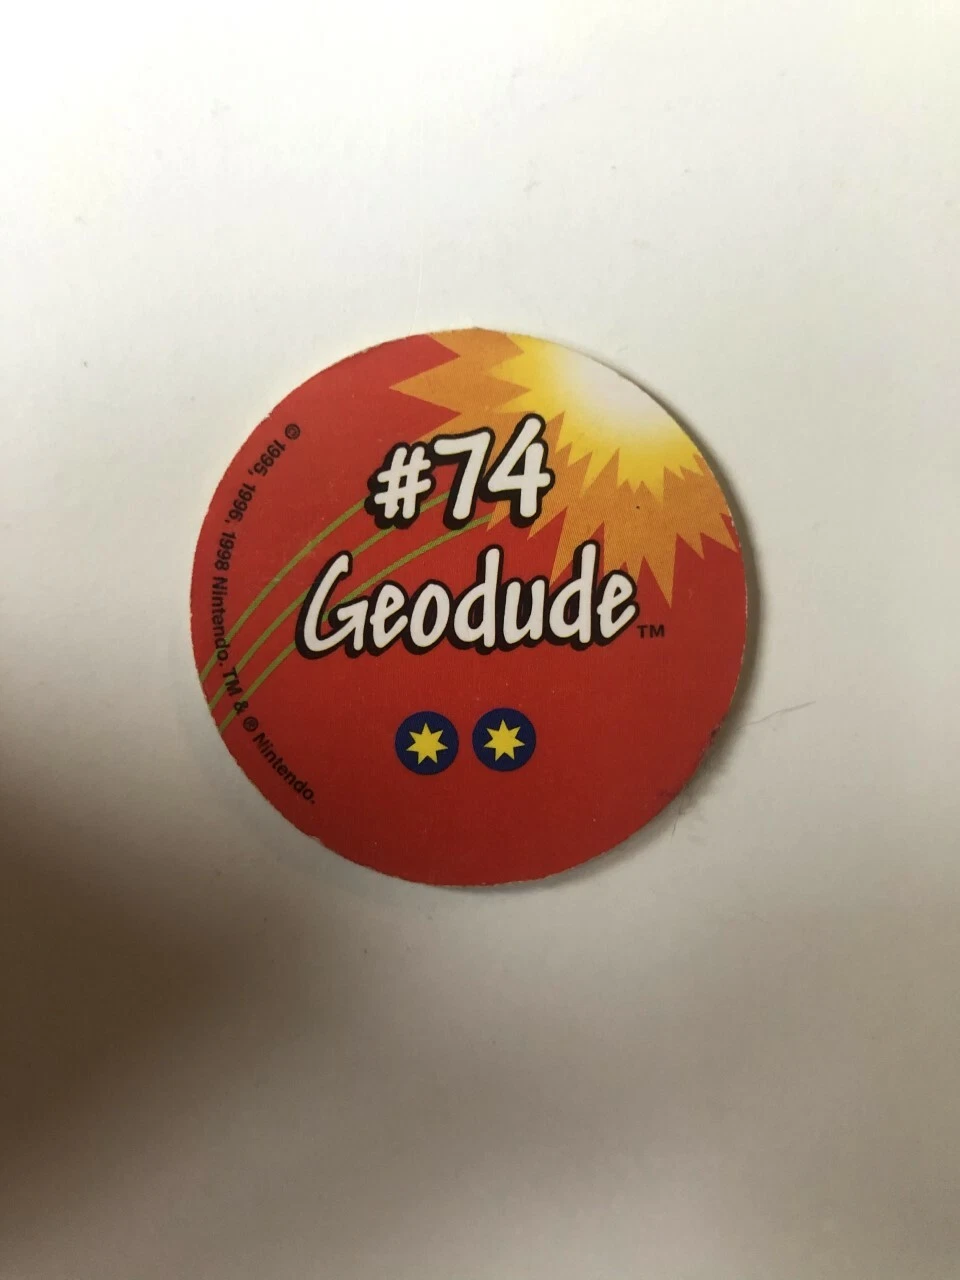 #74
Geodude™
© 1995, 1996, 1998 Nintendo. TM & ® Nintendo.